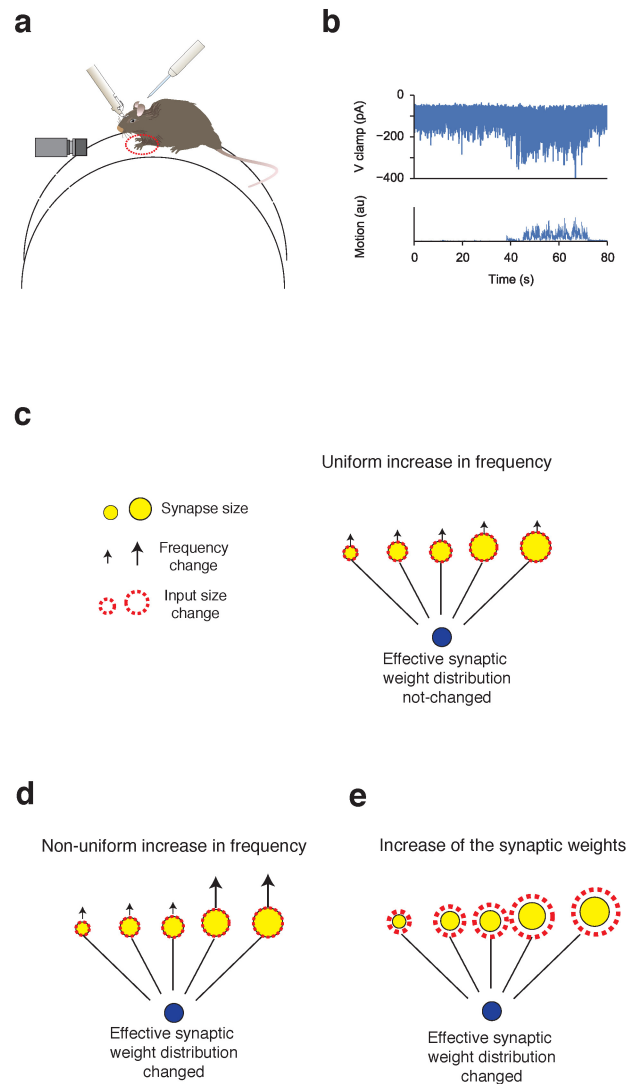 a
b
0
−200
−400
V clamp (pA)
Motion (au)
0
20
40
60
80
Time (s)
c
Uniform increase in frequency
Synapse size
Frequency
change
Input size
change
Effective synaptic
weight distribution
not-changed
d
Non-uniform increase in frequency
Effective synaptic
weight distribution
changed
e
Increase of the synaptic weights
Effective synaptic
weight distribution
changed